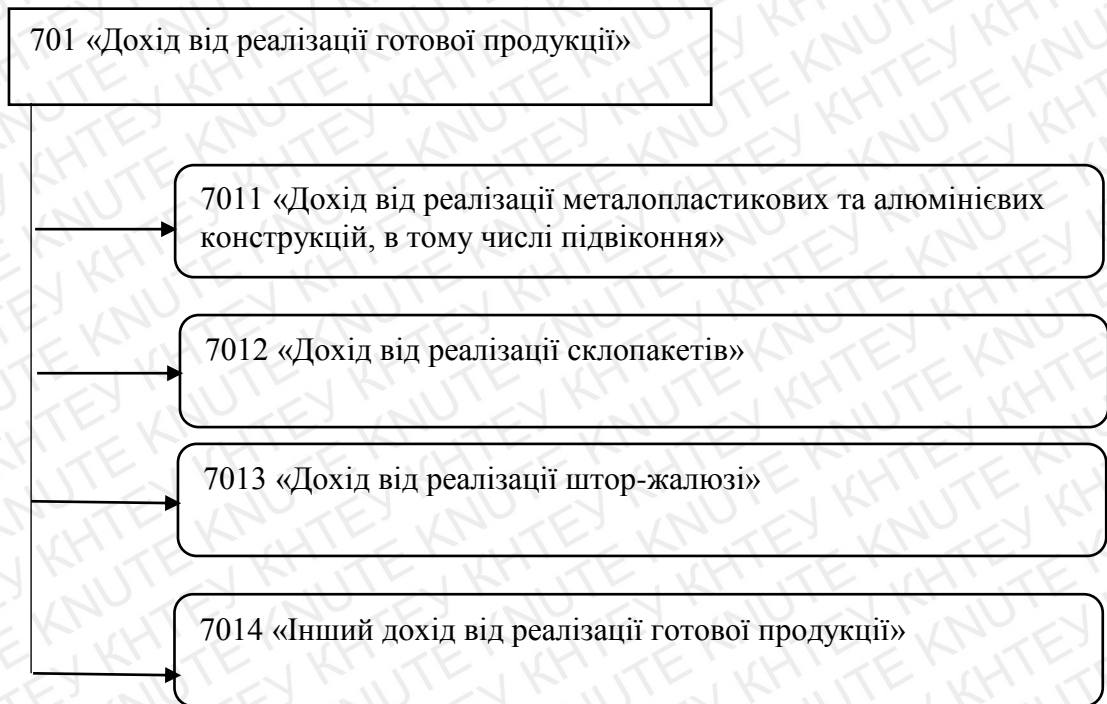 701 «Дохід від реалізації готової продукції»
7011 «Дохід від реалізації металопластикових та алюмінієвих
конструкцій, в тому числі підвіконня»
7012 «Дохід від реалізації склопакетів»
7013 «Дохід від реалізації штор-жалюзі»
7014 «Інший дохід від реалізації готової продукції»